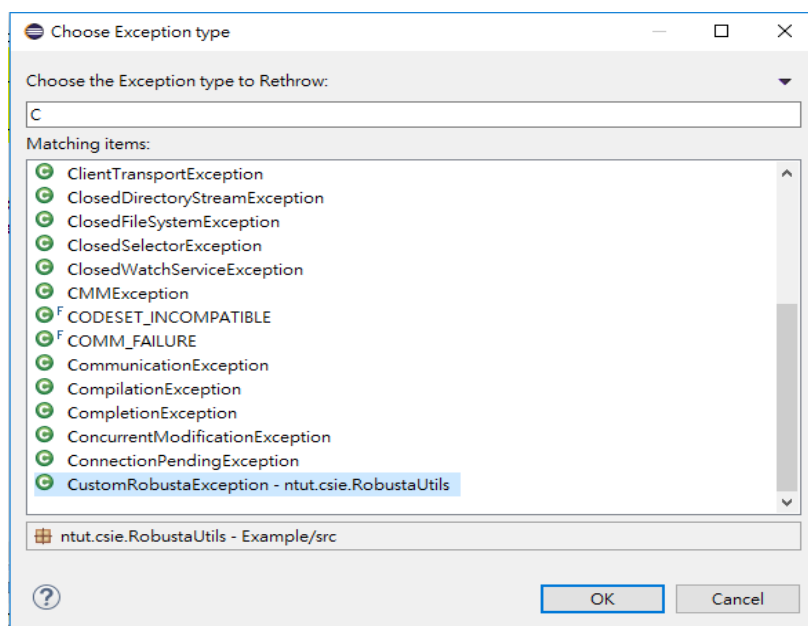 Choose Exception type
Choose the Exception type to Rethrow:
C
Matching items:
C ClientTransportException
C ClosedDirectoryStreamException
C ClosedFileSystemException
C ClosedSelectorException
C ClosedWatchServiceException
C CMMException
C F CODESET_INCOMPATIBLE
C F COMM_FAILURE
C CommunicationException
C CompilationException
C CompletionException
C ConcurrentModificationException
C ConnectionPendingException
C CustomRobustaException - ntut.csie.RobustaUtils
ntut.csie.RobustaUtils - Example/src
? OK Cancel